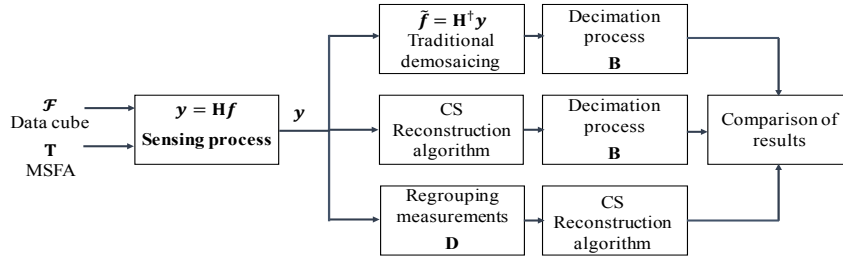 𝓕
Data cube
T
MSFA
y = Hf
Sensing process
y
f̃ = H†y
Traditional
demosaicing
Decimation
process
B
CS
Reconstruction
algorithm
Decimation
process
B
Regrouping
measurements
D
CS
Reconstruction
algorithm
Comparison of
results